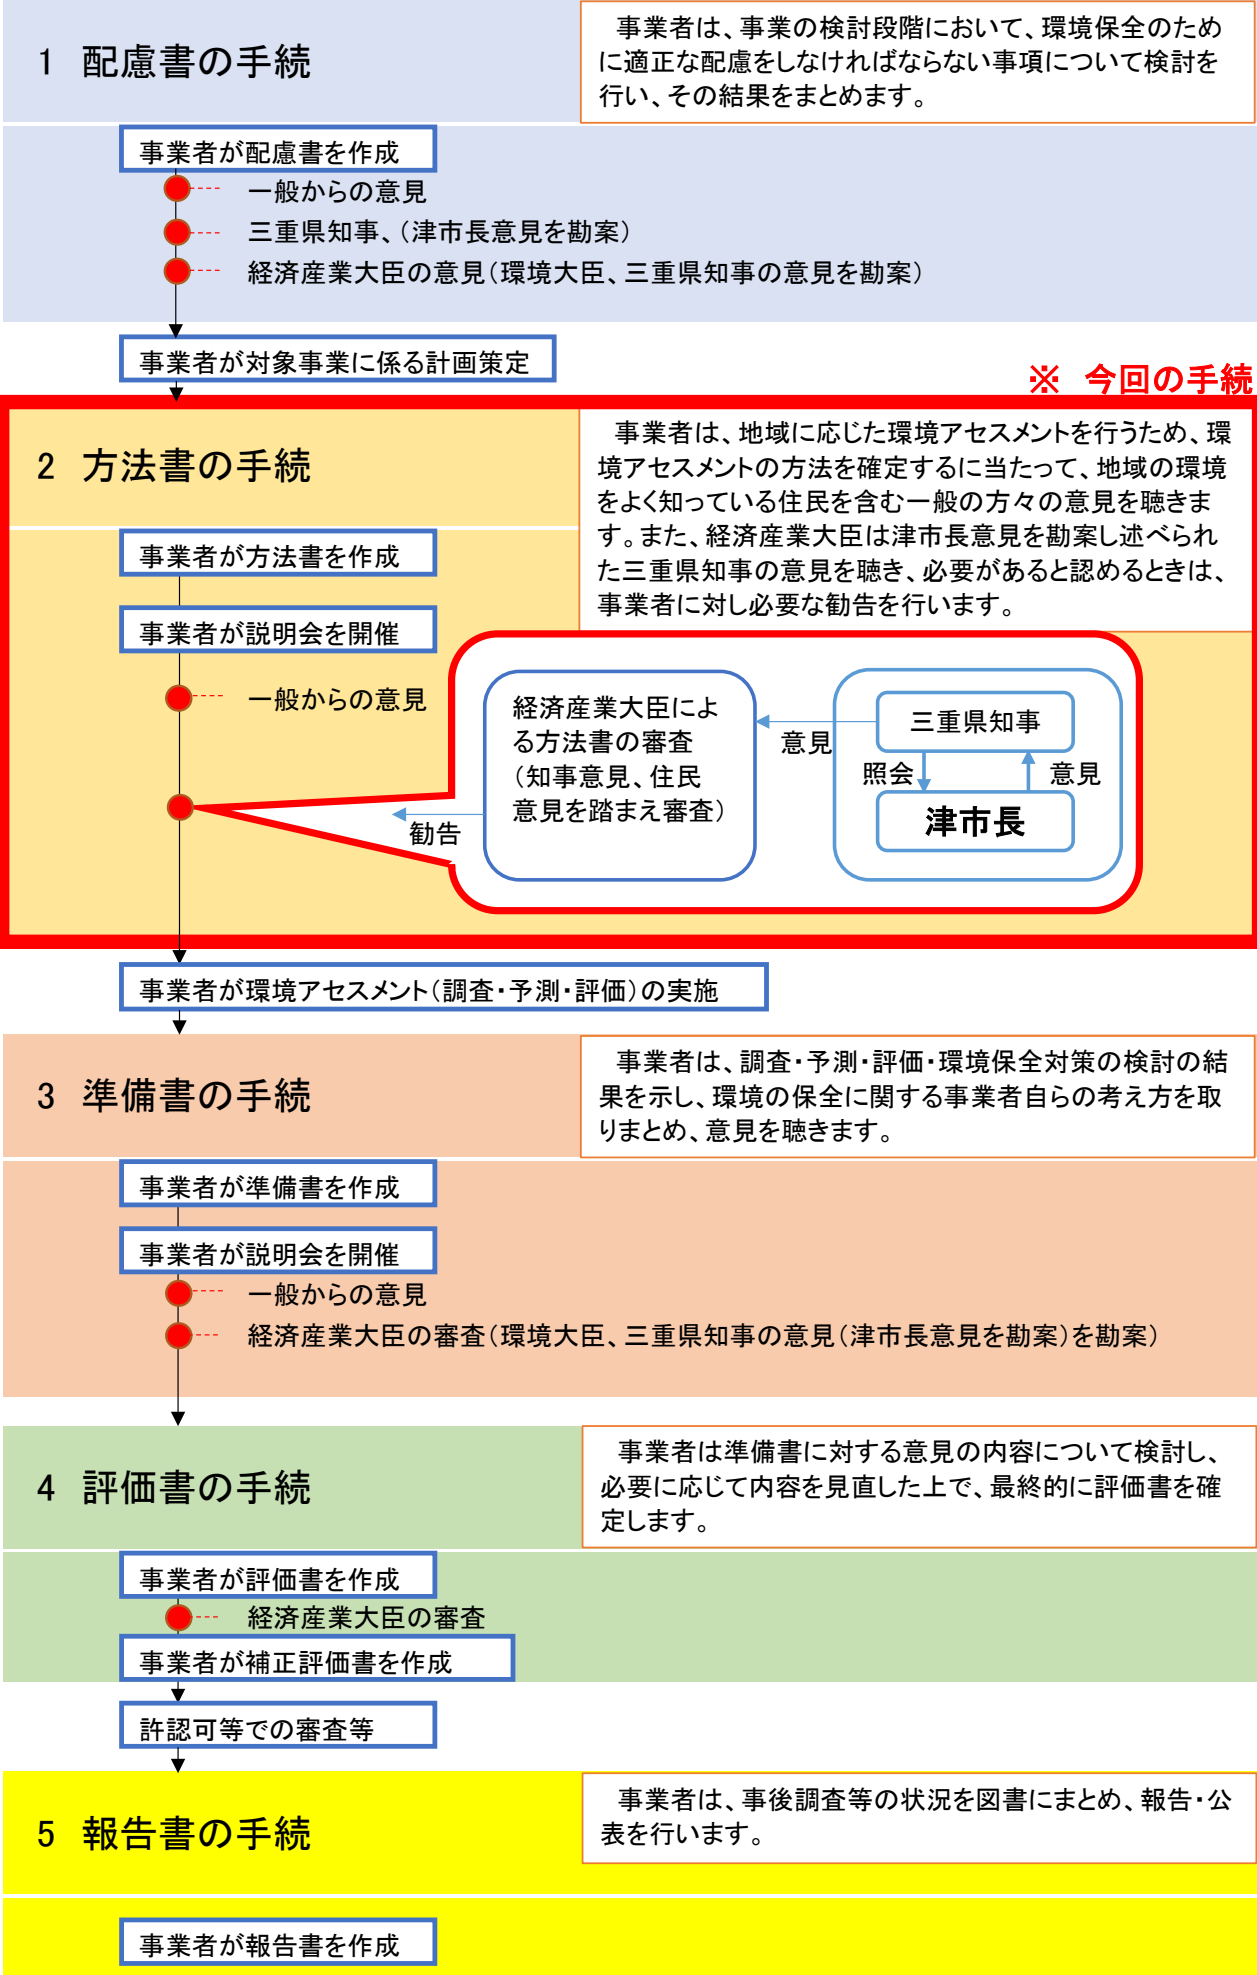 1 配慮書の手続
事業者は、事業の検討段階において、環境保全のため
に適正な配慮をしなければならない事項について検討を
行い、その結果をまとめます。
事業者が配慮書を作成
一般からの意見
三重県知事、（津市長意見を勘案）
経済産業大臣の意見（環境大臣、三重県知事の意見を勘案）
事業者が対象事業に係る計画策定
※ 今回の手続
2 方法書の手続
事業者は、地域に応じた環境アセスメントを行うため、環
境アセスメントの方法を確定するに当たって、地域の環境
をよく知っている住民を含む一般の方々の意見を聴きま
す。また、経済産業大臣は津市長意見を勘案し述べられ
た三重県知事の意見を聴き、必要があると認めるときは、
事業者に対し必要な勧告を行います。
事業者が方法書を作成
事業者が説明会を開催
一般からの意見
経済産業大臣によ
る方法書の審査
（知事意見、住民
意見を踏まえ審査）
勧告
意見
三重県知事
照会
意見
津市長
事業者が環境アセスメント（調査・予測・評価）の実施
3 準備書の手続
事業者は、調査・予測・評価・環境保全対策の検討の結
果を示し、環境の保全に関する事業者自らの考え方を取
りまとめ、意見を聴きます。
事業者が準備書を作成
事業者が説明会を開催
一般からの意見
経済産業大臣の審査（環境大臣、三重県知事の意見（津市長意見を勘案）を勘案）
4 評価書の手続
事業者は準備書に対する意見の内容について検討し、
必要に応じて内容を見直した上で、最終的に評価書を確
定します。
事業者が評価書を作成
経済産業大臣の審査
事業者が補正評価書を作成
許認可等での審査等
5 報告書の手続
事業者は、事後調査等の状況を図書にまとめ、報告・公
表を行います。
事業者が報告書を作成